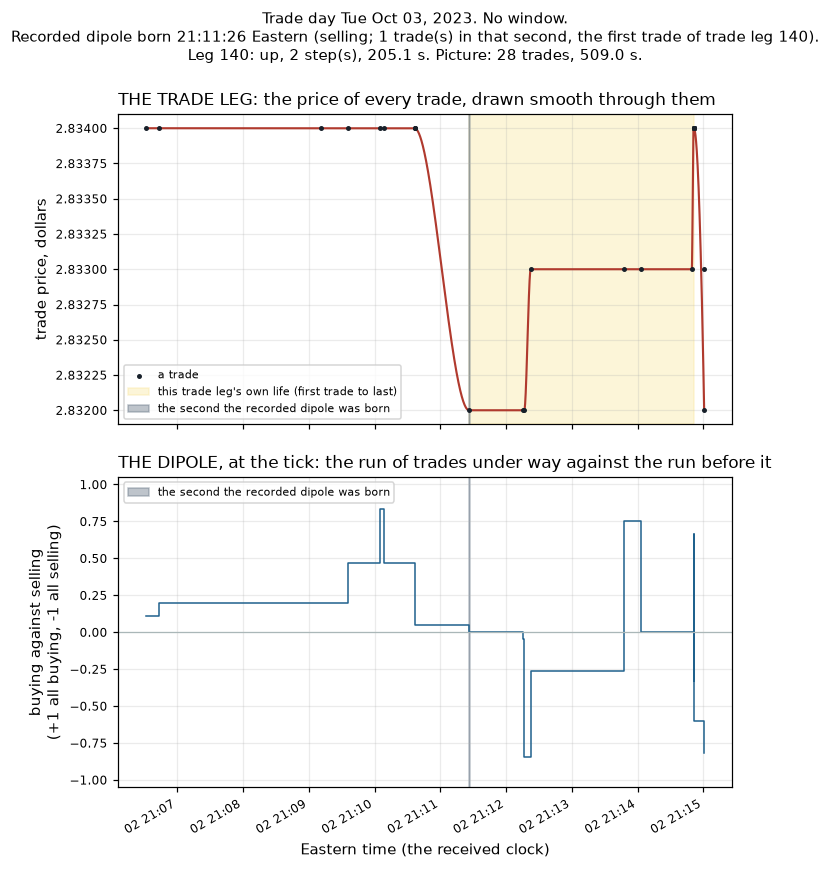 Trade day Tue Oct 03, 2023. No window.
Recorded dipole born 21:11:26 Eastern (selling; 1 trade(s) in that second, the first trade of trade leg 140).
Leg 140: up, 2 step(s), 205.1 s. Picture: 28 trades, 509.0 s.
THE TRADE LEG: the price of every trade, drawn smooth through them
trade price, dollars
2.83400
2.83375
2.83350
2.83325
2.83300
2.83275
2.83250
2.83225
2.83200
a trade
this trade leg's own life (first trade to last)
the second the recorded dipole was born
THE DIPOLE, at the tick: the run of trades under way against the run before it
buying against selling
(+1 all buying, -1 all selling)
1.00
0.75
0.50
0.25
0.00
−0.25
−0.50
−0.75
−1.00
the second the recorded dipole was born
02 21:07
02 21:08
02 21:09
02 21:10
02 21:11
02 21:12
02 21:13
02 21:14
02 21:15
Eastern time (the received clock)